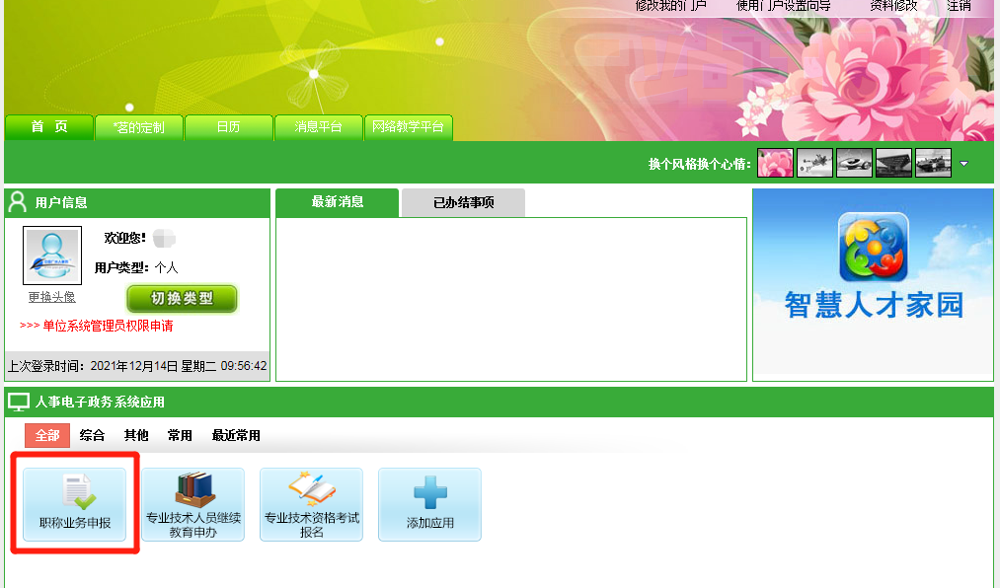 修改我的门户 使用门户设置向导 资料修改 注销
首 页 *茗的定制 日历 消息平台 网络教学平台
换个风格换个心情:
用户信息 最新消息 已办结事项
欢迎您!
用户类型: 个人
切换类型
更换头像
>>> 单位系统管理员权限申请
上次登录时间: 2021年12月14日 星期二 09:56:42
智慧人才家园
人事电子政务系统应用
全部 综合 其他 常用 最近常用
职称业务申报
专业技术人员继续
教育申办
专业技术资格考试
报名
添加应用